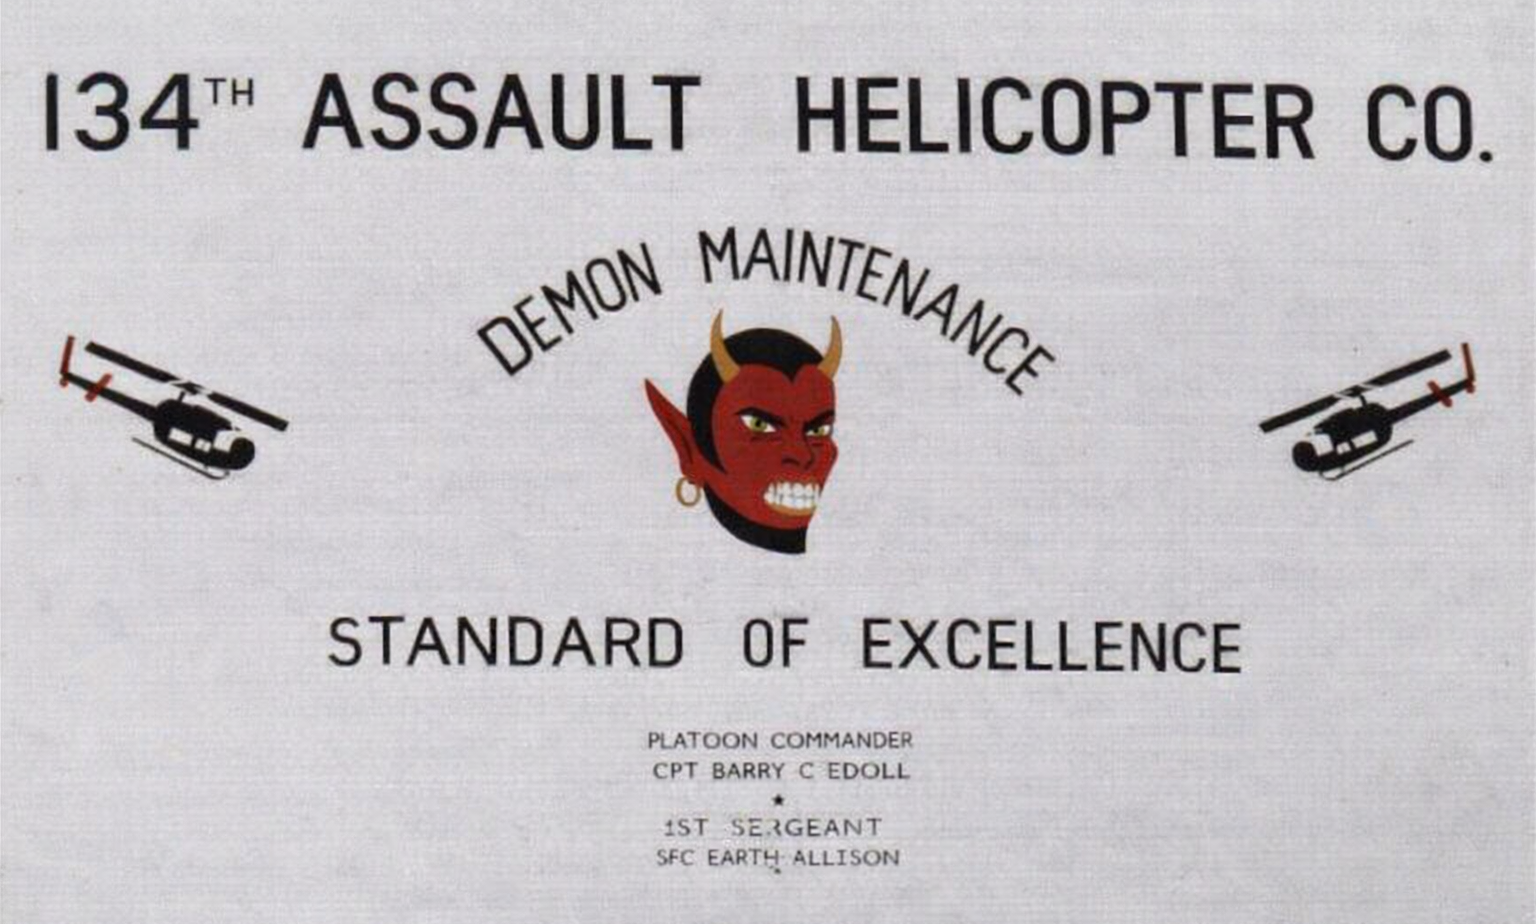 134TH ASSAULT HELICOPTER CO.
DEMON MAINTENANCE
STANDARD OF EXCELLENCE
PLATOON COMMANDER
CPT BARRY C EDOLL
1ST SERGEANT
SFC EARTH ALLISON